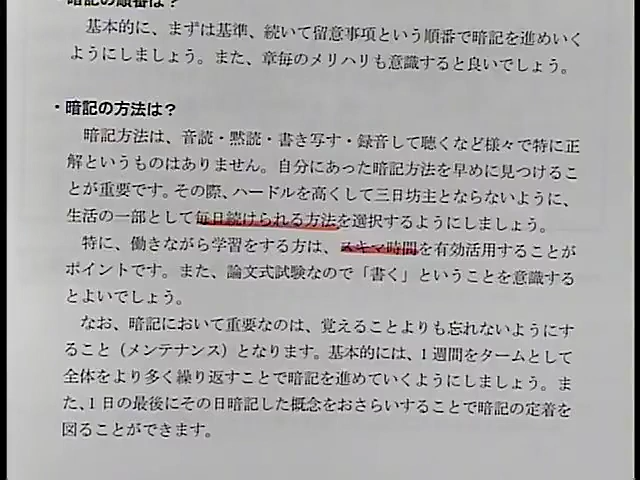 暗記の順番は？
基本的に、まずは基準、続いて留意事項という順番で暗記を進めいく
ようにしましょう。また、章毎のメリハリも意識すると良いでしょう。
・暗記の方法は？
暗記方法は、音読・黙読・書き写す・録音して聴くなど様々で特に正
解というものはありません。自分にあった暗記方法を早めに見つけるこ
とが重要です。その際、ハードルを高くして三日坊主とならないように、
生活の一部として毎日続けられる方法を選択するようにしましょう。
特に、働きながら学習をする方は、スキマ時間を有効活用することが
ポイントです。また、論文式試験なので「書く」ということを意識する
とよいでしょう。
なお、暗記において重要なのは、覚えることよりも忘れないようにす
ること（メンテナンス）となります。基本的には、1週間をタームとして
全体をより多く繰り返すことで暗記を進めていくようにしましょう。ま
た、1日の最後にその日暗記した概念をおさらいすることで暗記の定着を
図ることができます。